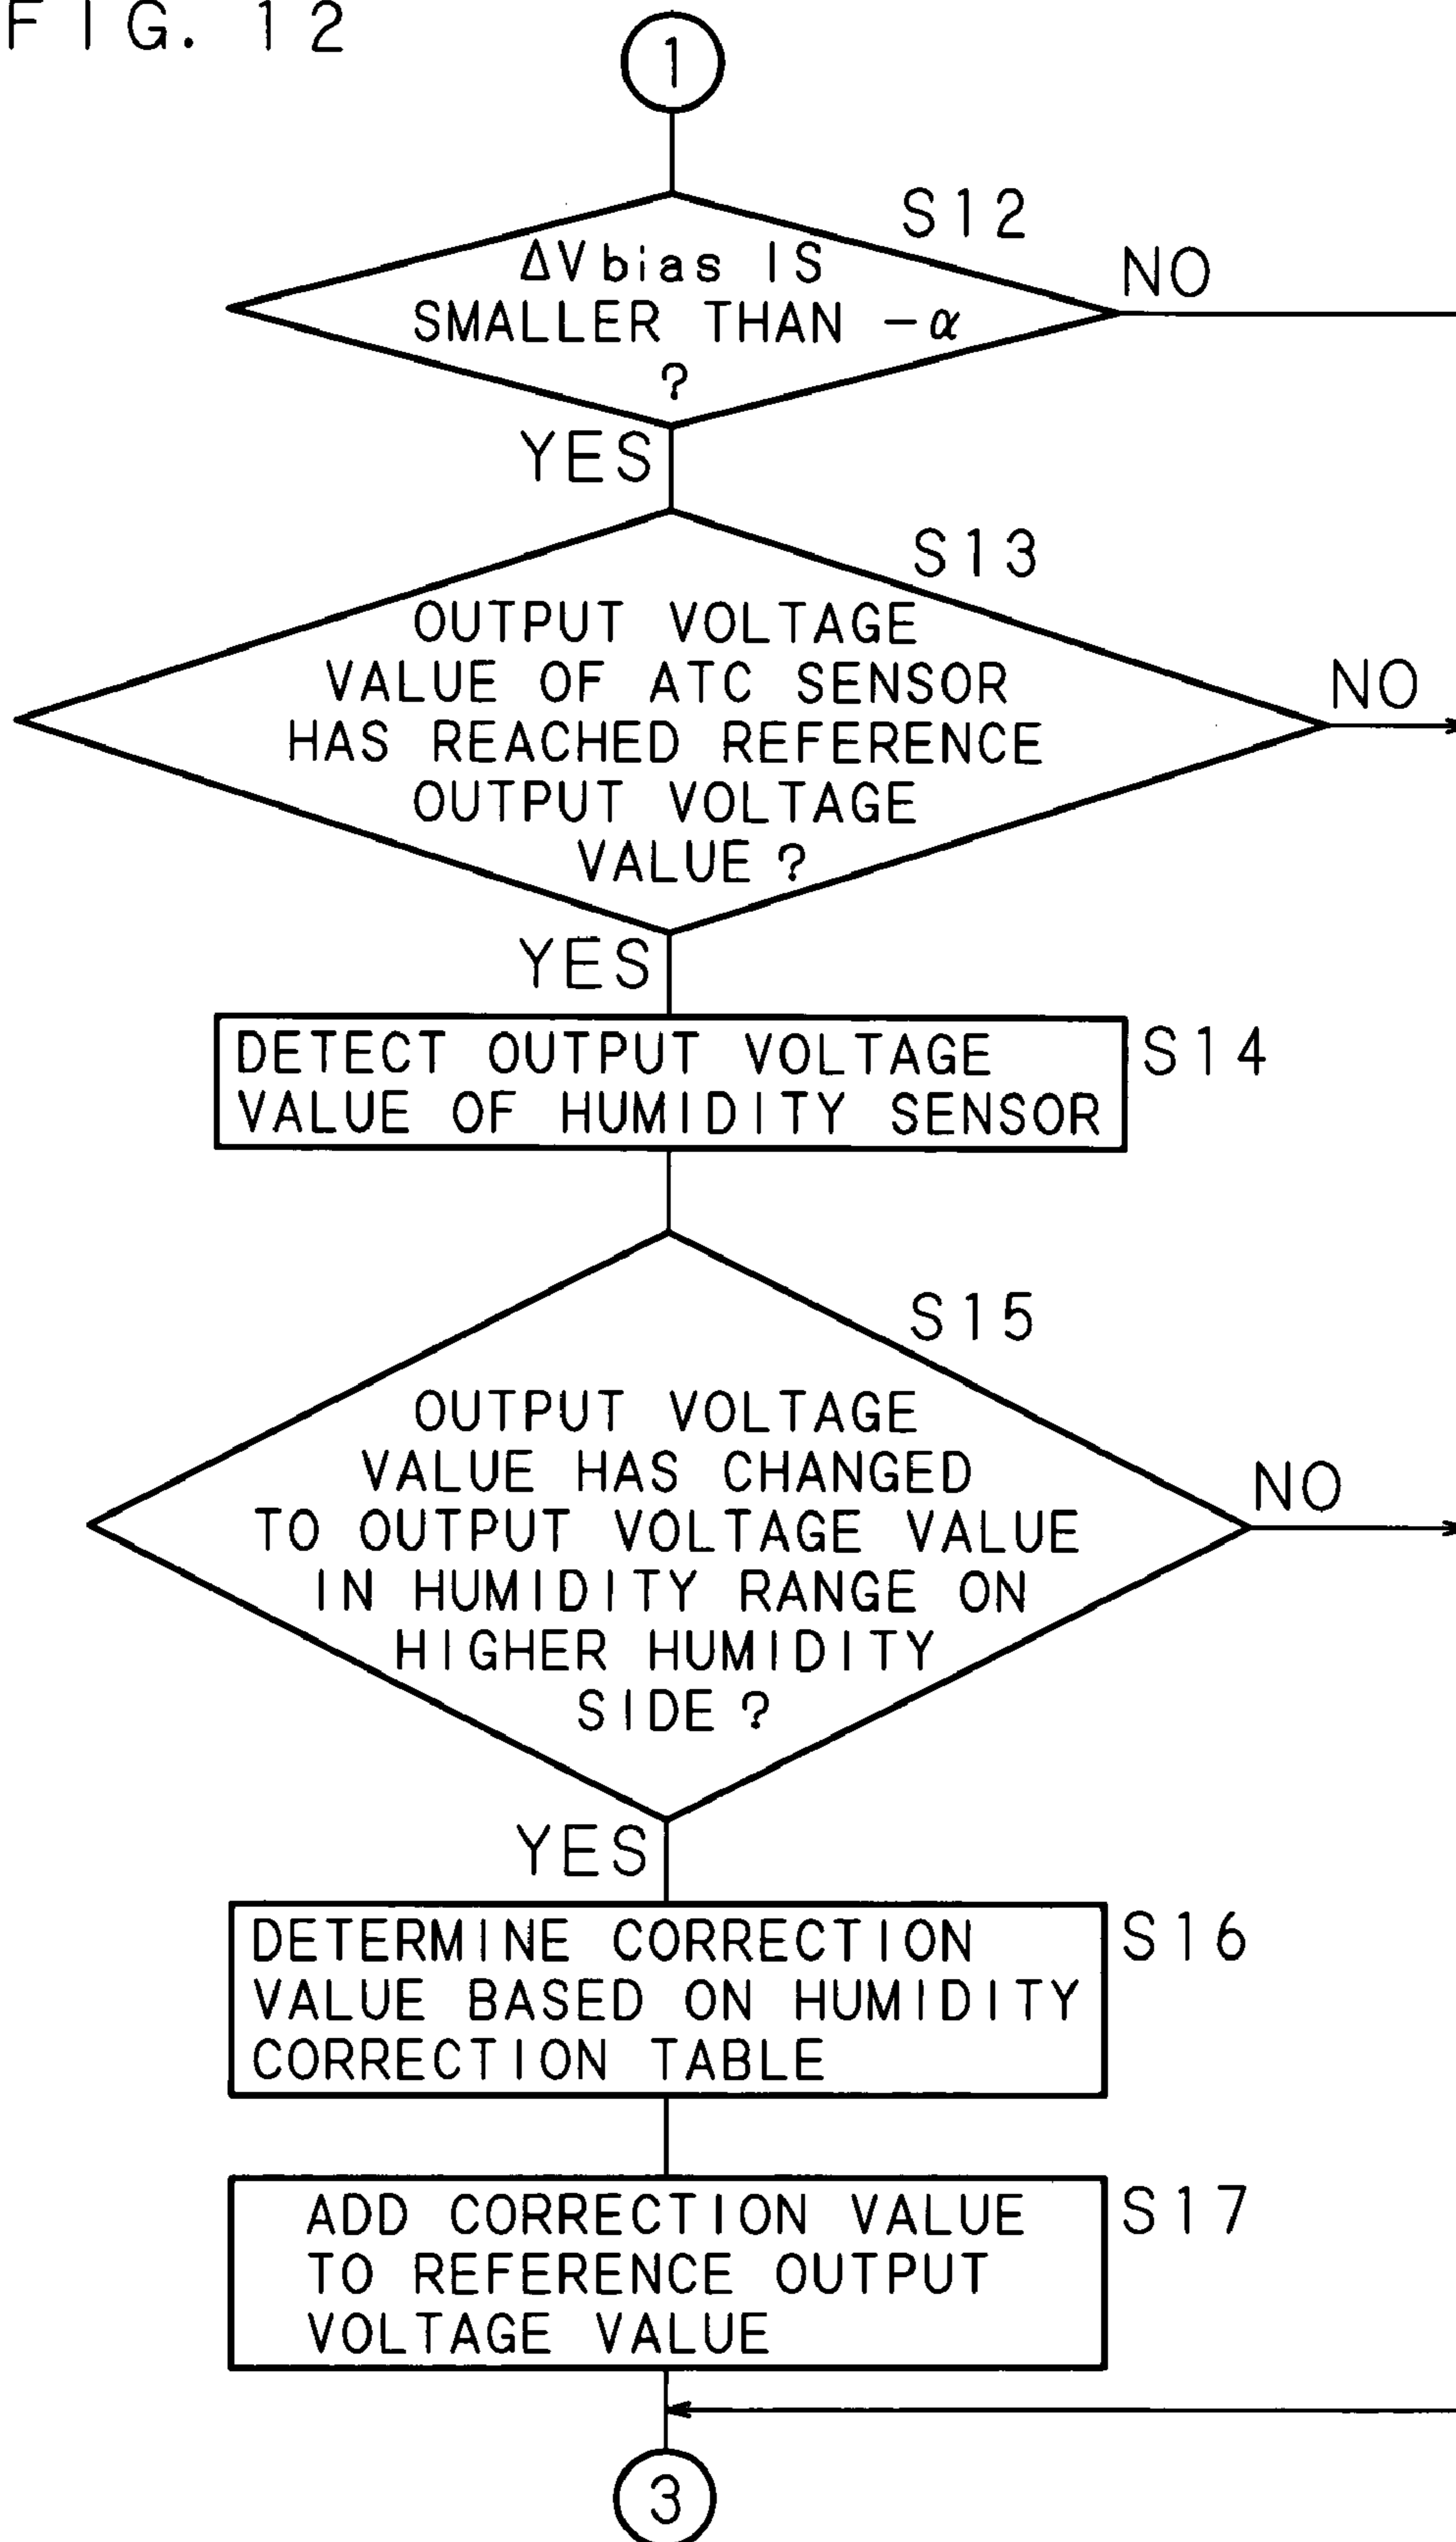 FIG. 12
1
S12
ΔVbias IS
SMALLER THAN -α
?
NO
YES
S13
OUTPUT VOLTAGE
VALUE OF ATC SENSOR
HAS REACHED REFERENCE
OUTPUT VOLTAGE
VALUE ?
NO
YES
DETECT OUTPUT VOLTAGE
VALUE OF HUMIDITY SENSOR
S14
S15
OUTPUT VOLTAGE
VALUE HAS CHANGED
TO OUTPUT VOLTAGE VALUE
IN HUMIDITY RANGE ON
HIGHER HUMIDITY
SIDE ?
NO
YES
DETERMINE CORRECTION
VALUE BASED ON HUMIDITY
CORRECTION TABLE
S16
ADD CORRECTION VALUE
TO REFERENCE OUTPUT
VOLTAGE VALUE
S17
3